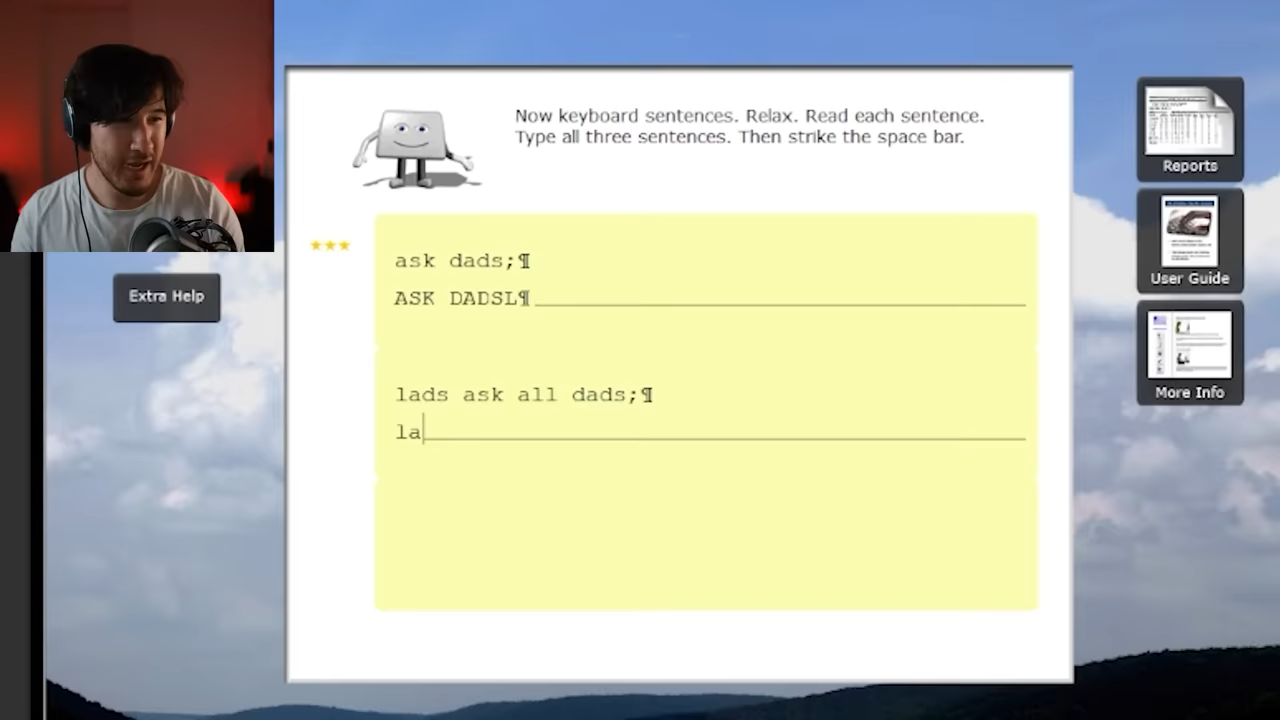 Now keyboard sentences. Relax. Read each sentence.
Type all three sentences. Then strike the space bar.
ask dads;¶
ASK DADSL¶
lads ask all dads;¶
la
Extra Help
Reports
User Guide
More Info